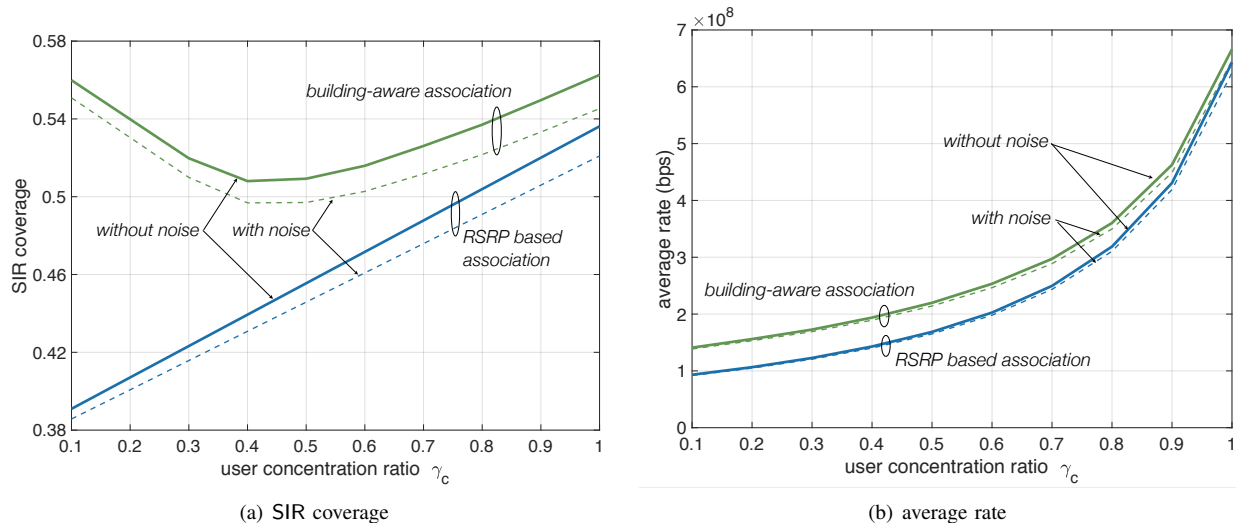 0.58
0.54
0.5
0.46
0.42
0.38
SIR coverage
building-aware association
without noise
with noise
RSRP based
association
0.1 0.2 0.3 0.4 0.5 0.6 0.7 0.8 0.9 1
user concentration ratio γc
(a) SIR coverage
×10^8
7
6
5
4
3
2
1
0
average rate (bps)
without noise
with noise
building-aware association
RSRP based association
0.1 0.2 0.3 0.4 0.5 0.6 0.7 0.8 0.9 1
user concentration ratio γc
(b) average rate